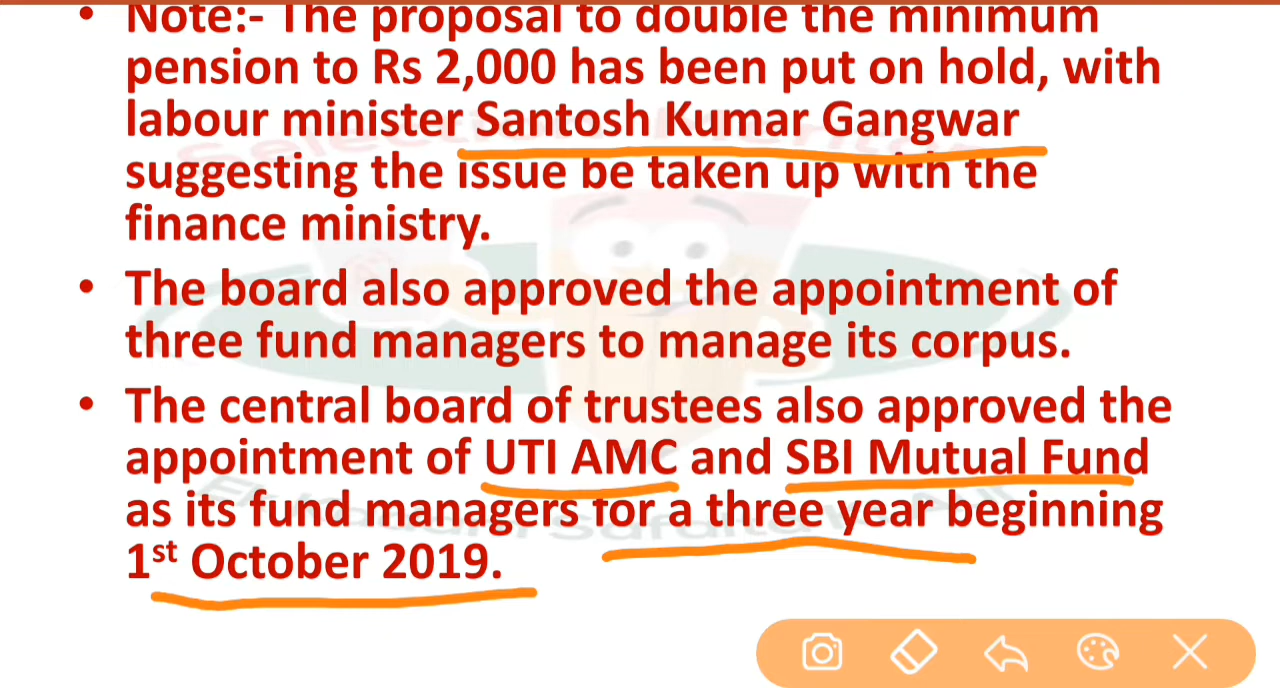 • Note:- The proposal to double the minimum
pension to Rs 2,000 has been put on hold, with
labour minister Santosh Kumar Gangwar
suggesting the issue be taken up with the
finance ministry.
• The board also approved the appointment of
three fund managers to manage its corpus.
• The central board of trustees also approved the
appointment of UTI AMC and SBI Mutual Fund
as its fund managers for a three year beginning
1st October 2019.